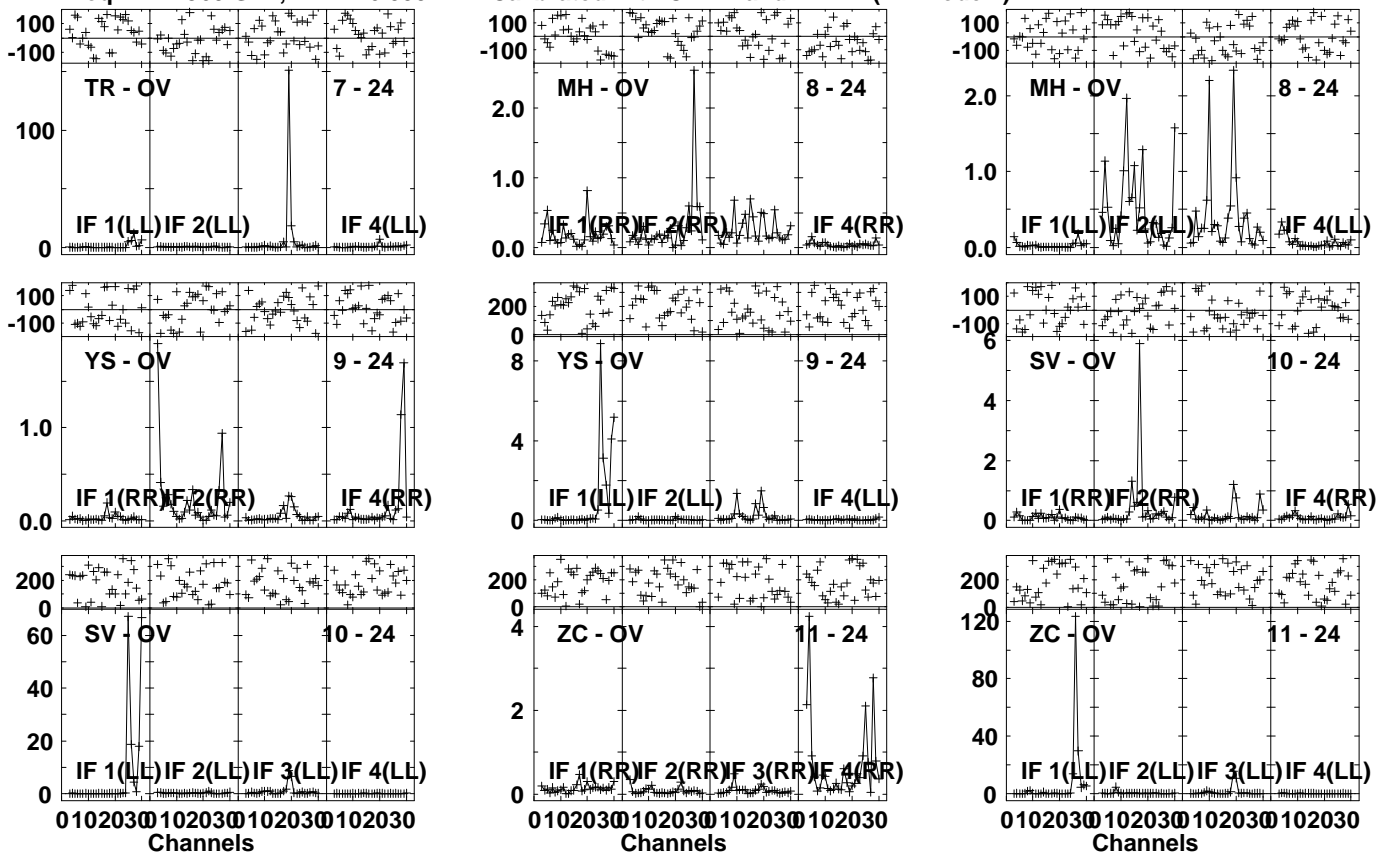 100
-100
TR - OV 7 - 24
100
0
IF 1(LL) IF 2(LL) IF 4(LL)
100
-100
MH - OV 8 - 24
2.0
1.0
0.0
IF 1(RR) IF 2(RR) IF 4(RR)
100
-100
MH - OV 8 - 24
2.0
1.0
0.0
IF 1(LL) IF 2(LL) IF 4(LL)
100
-100
YS - OV 9 - 24
1.0
0.0
IF 1(RR) IF 2(RR) IF 4(RR)
200
0
YS - OV 9 - 24
8
4
0
IF 1(LL) IF 2(LL) IF 4(LL)
100
-100
SV - OV 10 - 24
6
4
2
0
IF 1(RR) IF 2(RR) IF 4(RR)
200
0
SV - OV 10 - 24
60
40
20
0
IF 1(LL) IF 2(LL) IF 3(LL) IF 4(LL)
0102030 0102030 0102030 0102030
Channels
200
0
ZC - OV 11 - 24
4
2
0
IF 1(RR) IF 2(RR) IF 3(RR) IF 4(RR)
0102030 0102030 0102030 0102030
Channels
200
0
ZC - OV 11 - 24
120
80
40
0
IF 1(LL) IF 2(LL) IF 3(LL) IF 4(LL)
0102030 0102030 0102030 0102030
Channels